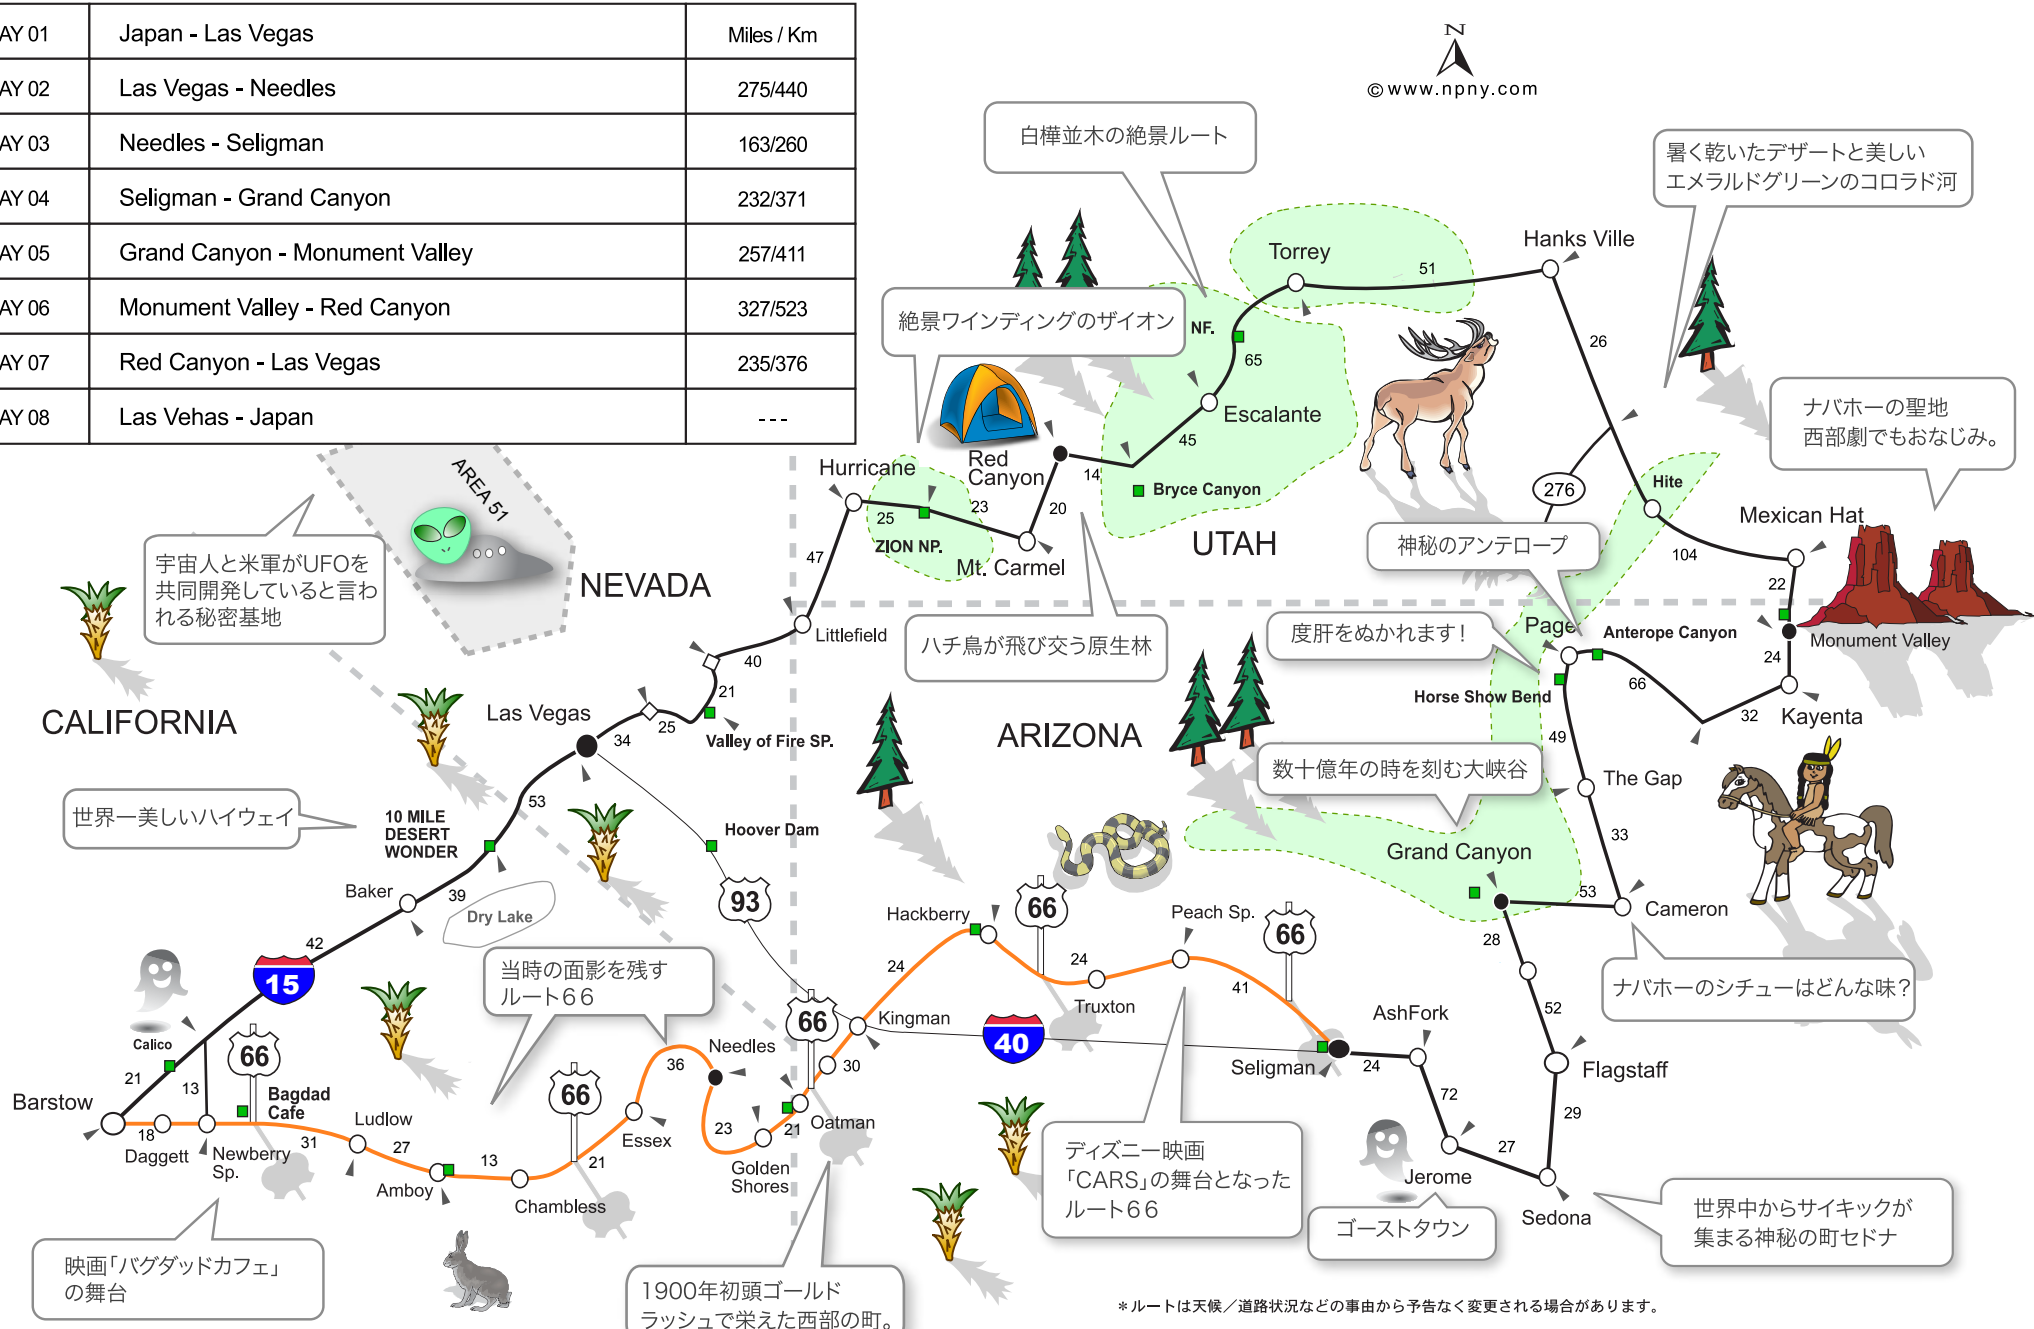 AY 01 Japan - Las Vegas Miles / Km
AY 02 Las Vegas - Needles 275/440
AY 03 Needles - Seligman 163/260
AY 04 Seligman - Grand Canyon 232/371
AY 05 Grand Canyon - Monument Valley 257/411
AY 06 Monument Valley - Red Canyon 327/523
AY 07 Red Canyon - Las Vegas 235/376
AY 08 Las Vehas - Japan ---
N
©www.npny.com
白樺並木の絶景ルート
暑く乾いたデザートと美しい
エメラルドグリーンのコロラド河
Torrey
51
Hanks Ville
絶景ワインディングのザイオン
NF.
65
26
Escalante
45
ナバホーの聖地
西部劇でもおなじみ。
AREA 51
Hurricane
Red
Canyon
14
Bryce Canyon
276
Hite
25
23
20
ZION NP.
Mt. Carmel
UTAH
神秘のアンテロープ
Mexican Hat
104
22
宇宙人と米軍がUFOを
共同開発していると言わ
れる秘密基地
NEVADA
47
Littlefield
ハチ鳥が飛び交う原生林
度肝をぬかれます！
Page
Anterope Canyon
Monument Valley
40
21
24
66
Horse Show Bend
32
Kayenta
CALIFORNIA
Las Vegas
34
25
Valley of Fire SP.
ARIZONA
49
数十億年の時を刻む大峡谷
The Gap
世界一美しいハイウェイ
10 MILE
DESERT
WONDER
53
Hoover Dam
33
Grand Canyon
Baker
39
Dry Lake
93
Hackberry
66
Peach Sp.
66
53
Cameron
42
15
当時の面影を残す
ルート66
24
24
Truxton
41
28
ナバホーのシチューはどんな味？
52
Calico
66
66
Kingman
40
AshFork
21
13
Needles
36
30
Seligman
24
Flagstaff
Barstow
Bagdad
Cafe
66
72
18
Daggett
Newberry
Sp.
31
Ludlow
27
Amboy
13
Chambless
21
Essex
23
Golden
Shores
21
Oatman
29
27
Jerome
Sedona
ディズニー映画
「CARS」の舞台となった
ルート66
ゴーストタウン
世界中からサイキックが
集まる神秘の町セドナ
映画「バグダッドカフェ」
の舞台
1900年初頭ゴールド
ラッシュで栄えた西部の町。
＊ルートは天候／道路状況などの事由から予告なく変更される場合があります。